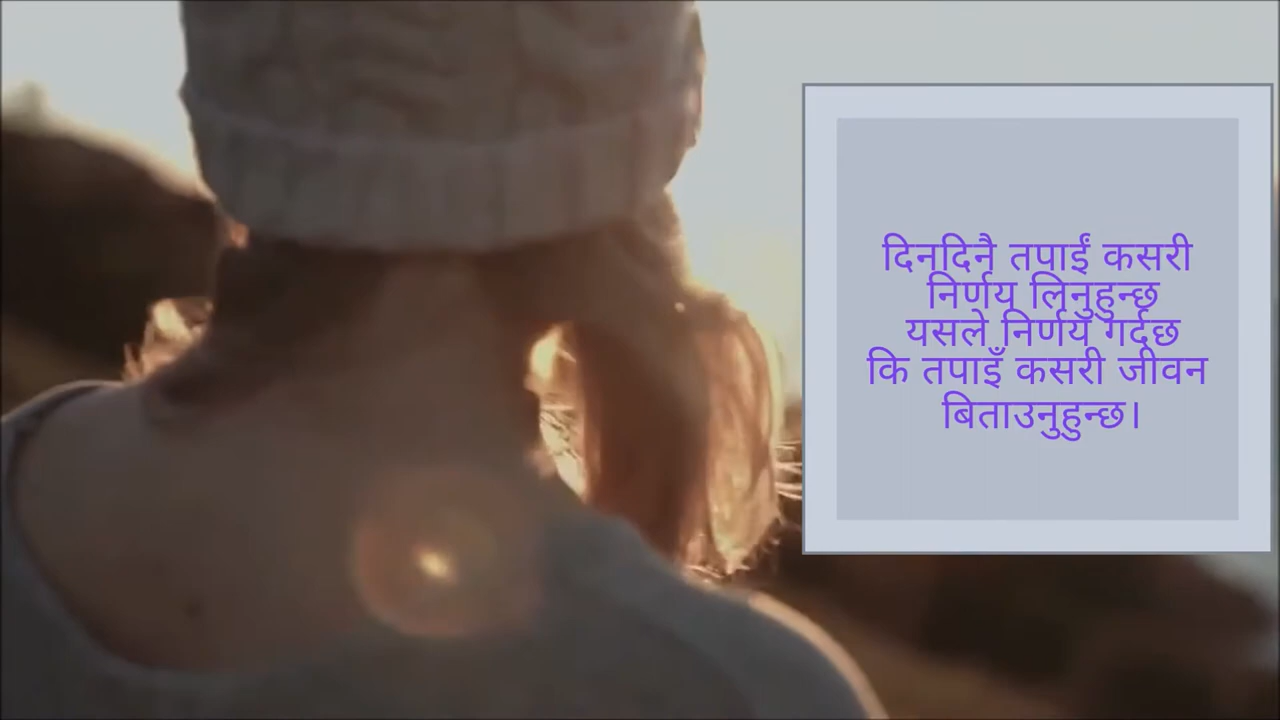 दिनदिनै तपाईं कसरी
निर्णय लिनुहुन्छ
यसले निर्णय गर्दछ
कि तपाइँ कसरी जीवन
बिताउनुहुन्छ।